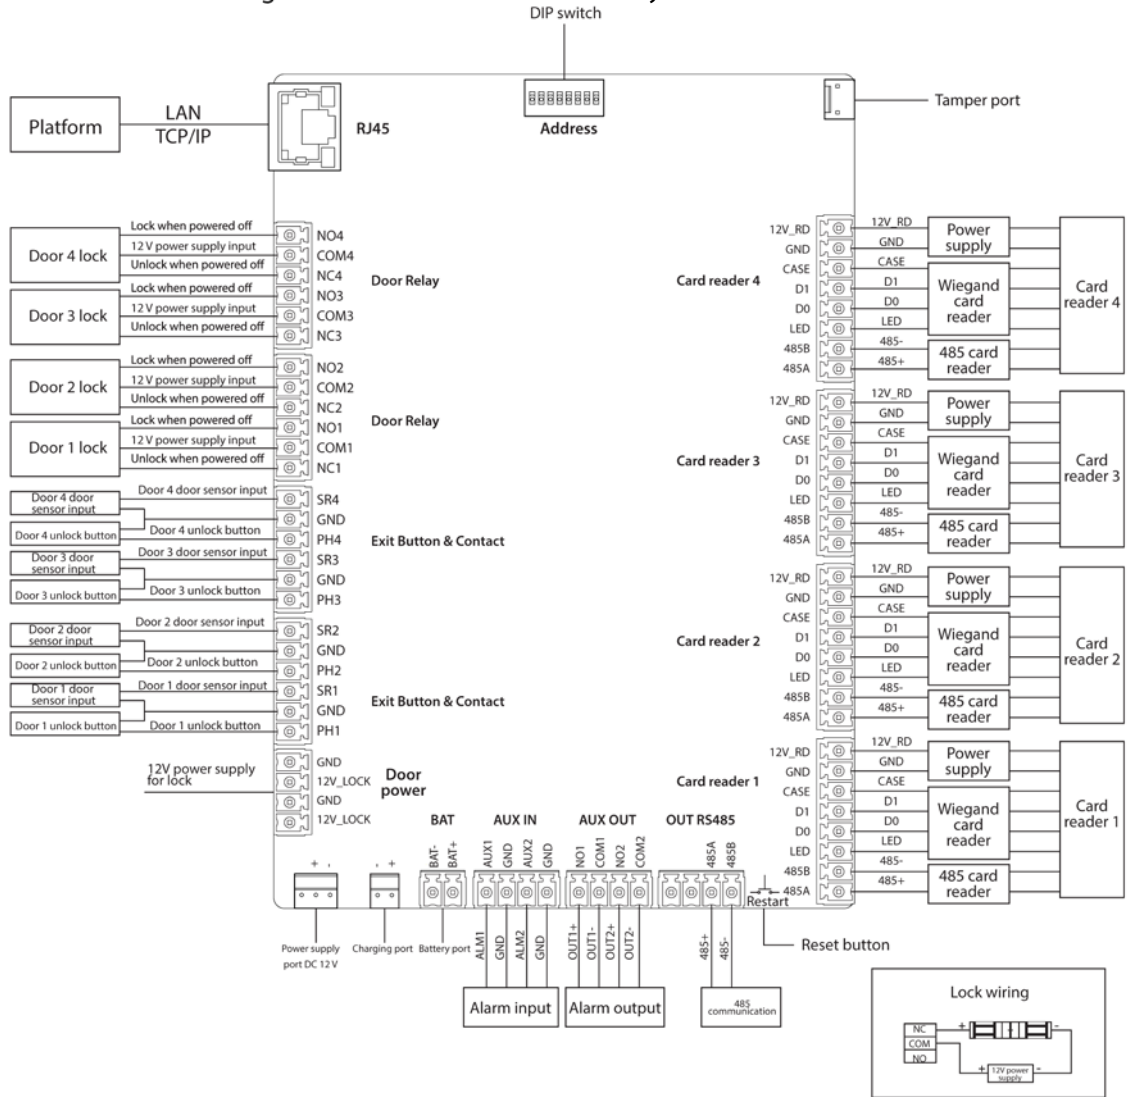 DIP switch
Platform
LAN
TCP/IP
RJ45
Address
Tamper port
Door 4 lock
Lock when powered off
12 V power supply input
Unlock when powered off
NO4
COM4
NC4
Door 3 lock
Lock when powered off
12 V power supply input
Unlock when powered off
NO3
COM3
NC3
Door Relay
Door 2 lock
Lock when powered off
12 V power supply input
Unlock when powered off
NO2
COM2
NC2
Door 1 lock
Lock when powered off
12 V power supply input
Unlock when powered off
NO1
COM1
NC1
Door Relay
Door 4 door
sensor input
Door 4 door sensor input
Door 4 unlock button
Door 4 unlock button
SR4
GND
PH4
Door 3 door
sensor input
Door 3 door sensor input
Door 3 unlock button
Door 3 unlock button
SR3
GND
PH3
Exit Button & Contact
Door 2 door
sensor input
Door 2 door sensor input
Door 2 unlock button
Door 2 unlock button
SR2
GND
PH2
Door 1 door
sensor input
Door 1 door sensor input
Door 1 unlock button
Door 1 unlock button
SR1
GND
PH1
Exit Button & Contact
12V power supply
for lock
GND
12V_LOCK
GND
12V_LOCK
Door
power
Card reader 4
12V_RD
GND
CASE
D1
D0
LED
485B
485A
12V_RD
GND
CASE
D1
D0
LED
485-
485+
Power
supply
Wiegand
card
reader
485 card
reader
Card
reader 4
Card reader 3
12V_RD
GND
CASE
D1
D0
LED
485B
485A
12V_RD
GND
CASE
D1
D0
LED
485-
485+
Power
supply
Wiegand
card
reader
485 card
reader
Card
reader 3
Card reader 2
12V_RD
GND
CASE
D1
D0
LED
485B
485A
12V_RD
GND
CASE
D1
D0
LED
485-
485+
Power
supply
Wiegand
card
reader
485 card
reader
Card
reader 2
Card reader 1
12V_RD
GND
CASE
D1
D0
LED
485B
485A
12V_RD
GND
CASE
D1
D0
LED
485-
485+
Power
supply
Wiegand
card
reader
485 card
reader
Card
reader 1
BAT
AUX IN
AUX OUT
OUT RS485
BAT-
BAT+
AUX1
GND
AUX2
GND
NO1
COM1
NO2
COM2
485A
485B
+ -
- +
Restart
Power supply
port DC 12 V
Charging port
Battery port
ALM1
GND
ALM2
GND
OUT1+
OUT1-
OUT2+
OUT2-
485+
485-
Reset button
Alarm input
Alarm output
485
communication
Lock wiring
NC
COM
NO
+ -
+ -
12V power
supply